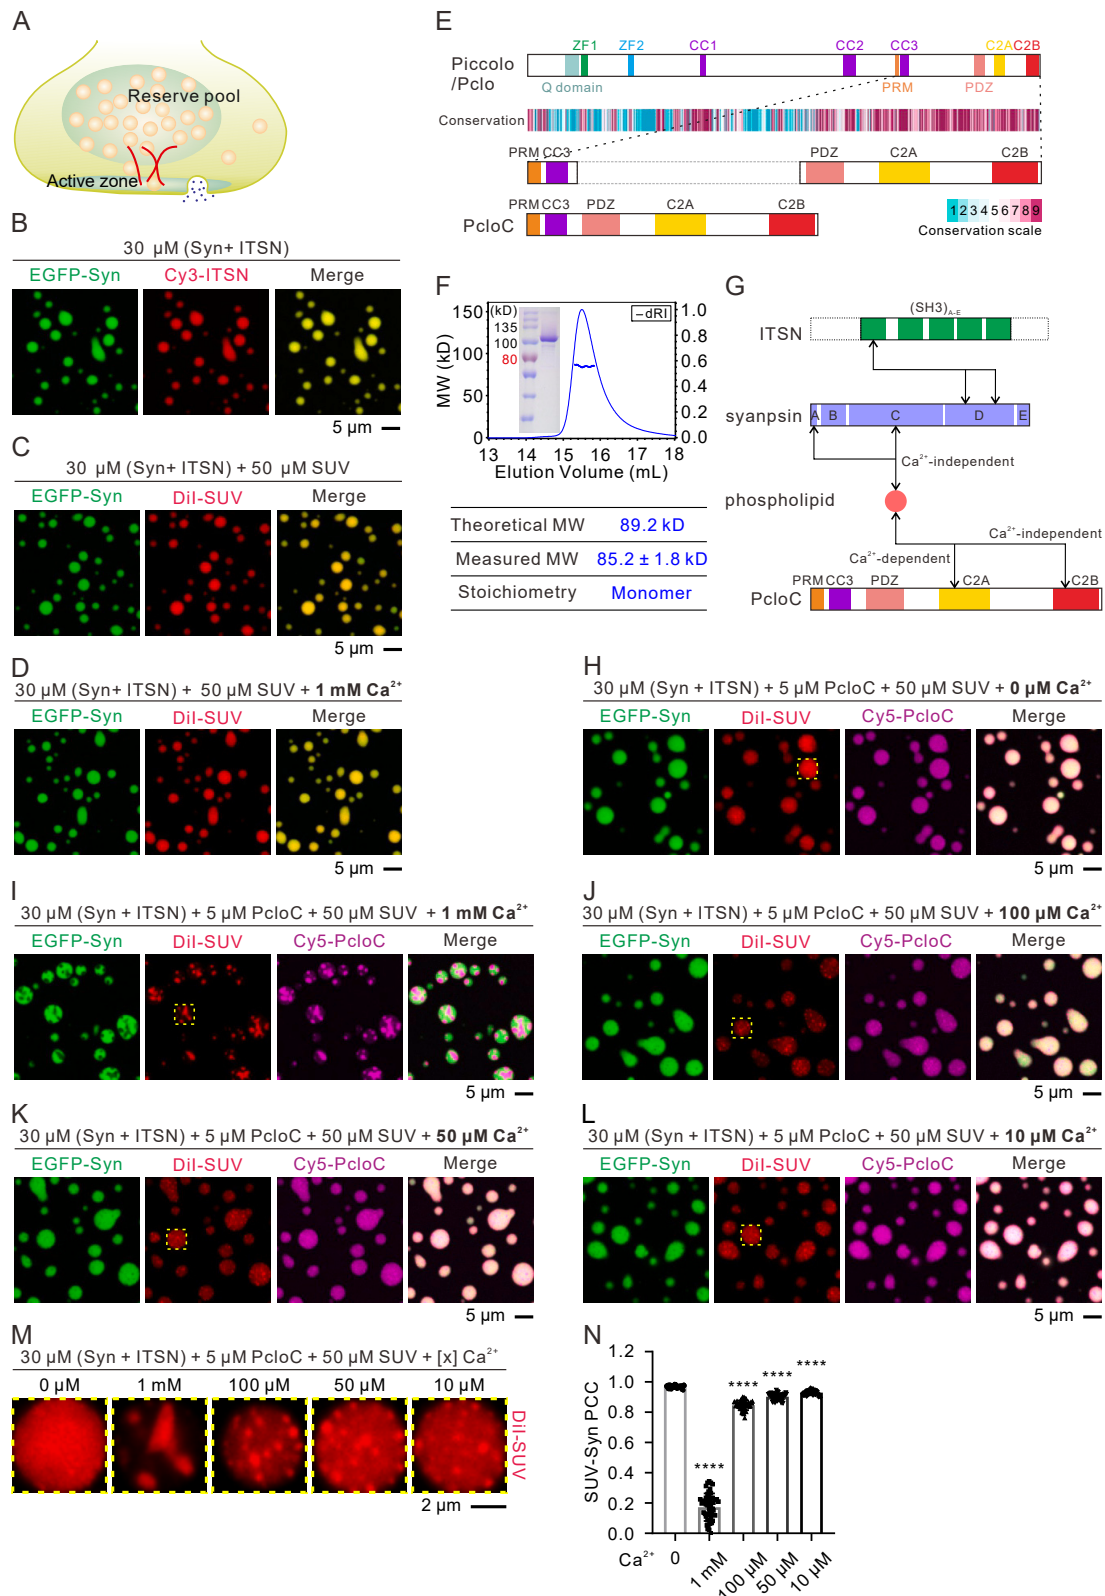 A
Reserve pool
Active zone
B
30 µM (Syn+ ITSN)
EGFP-Syn Cy3-ITSN Merge
5 µm
C
30 µM (Syn+ ITSN) + 50 µM SUV
EGFP-Syn DiI-SUV Merge
5 µm
D
30 µM (Syn+ ITSN) + 50 µM SUV + 1 mM Ca²⁺
EGFP-Syn DiI-SUV Merge
5 µm
E
ZF1 ZF2 CC1 CC2 CC3 C2A C2B
Piccolo
/Pclo
Q domain PRM PDZ
Conservation
PRM CC3 PDZ C2A C2B
PRM CC3 PDZ C2A C2B
PcloC
1 2 3 4 5 6 7 8 9
Conservation scale
F
MW (kD)
150
100
50
0
(kD)
135
100
80
–dRI
1.0
0.8
0.6
0.4
0.2
0.0
13 14 15 16 17 18
Elution Volume (mL)
Theoretical MW 89.2 kD
Measured MW 85.2 ± 1.8 kD
Stoichiometry Monomer
G
(SH3)A-E
ITSN
syanpsin
A B C D E
Ca²⁺-independent
phospholipid
Ca²⁺-independent
Ca²⁺-dependent
PRM CC3 PDZ C2A C2B
PcloC
H
30 µM (Syn + ITSN) + 5 µM PcloC + 50 µM SUV + 0 µM Ca²⁺
EGFP-Syn DiI-SUV Cy5-PcloC Merge
5 µm
I
30 µM (Syn + ITSN) + 5 µM PcloC + 50 µM SUV + 1 mM Ca²⁺
EGFP-Syn DiI-SUV Cy5-PcloC Merge
5 µm
J
30 µM (Syn + ITSN) + 5 µM PcloC + 50 µM SUV + 100 µM Ca²⁺
EGFP-Syn DiI-SUV Cy5-PcloC Merge
5 µm
K
30 µM (Syn + ITSN) + 5 µM PcloC + 50 µM SUV + 50 µM Ca²⁺
EGFP-Syn DiI-SUV Cy5-PcloC Merge
5 µm
L
30 µM (Syn + ITSN) + 5 µM PcloC + 50 µM SUV + 10 µM Ca²⁺
EGFP-Syn DiI-SUV Cy5-PcloC Merge
5 µm
M
30 µM (Syn + ITSN) + 5 µM PcloC + 50 µM SUV + [x] Ca²⁺
0 µM 1 mM 100 µM 50 µM 10 µM
DiI-SUV
2 µm
N
SUV-Syn PCC
1.2
1.0
0.8
0.6
0.4
0.2
0.0
**** **** **** ****
Ca²⁺ 0 1 mM 100 µM 50 µM 10 µM